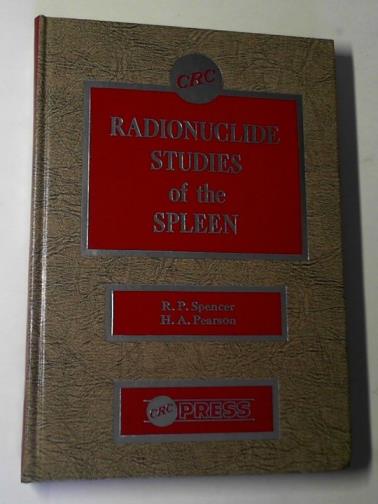 CRC
RADIONUCLIDE
STUDIES
of the
SPLEEN
R. P. Spencer
H. A. Pearson
CRC PRESS